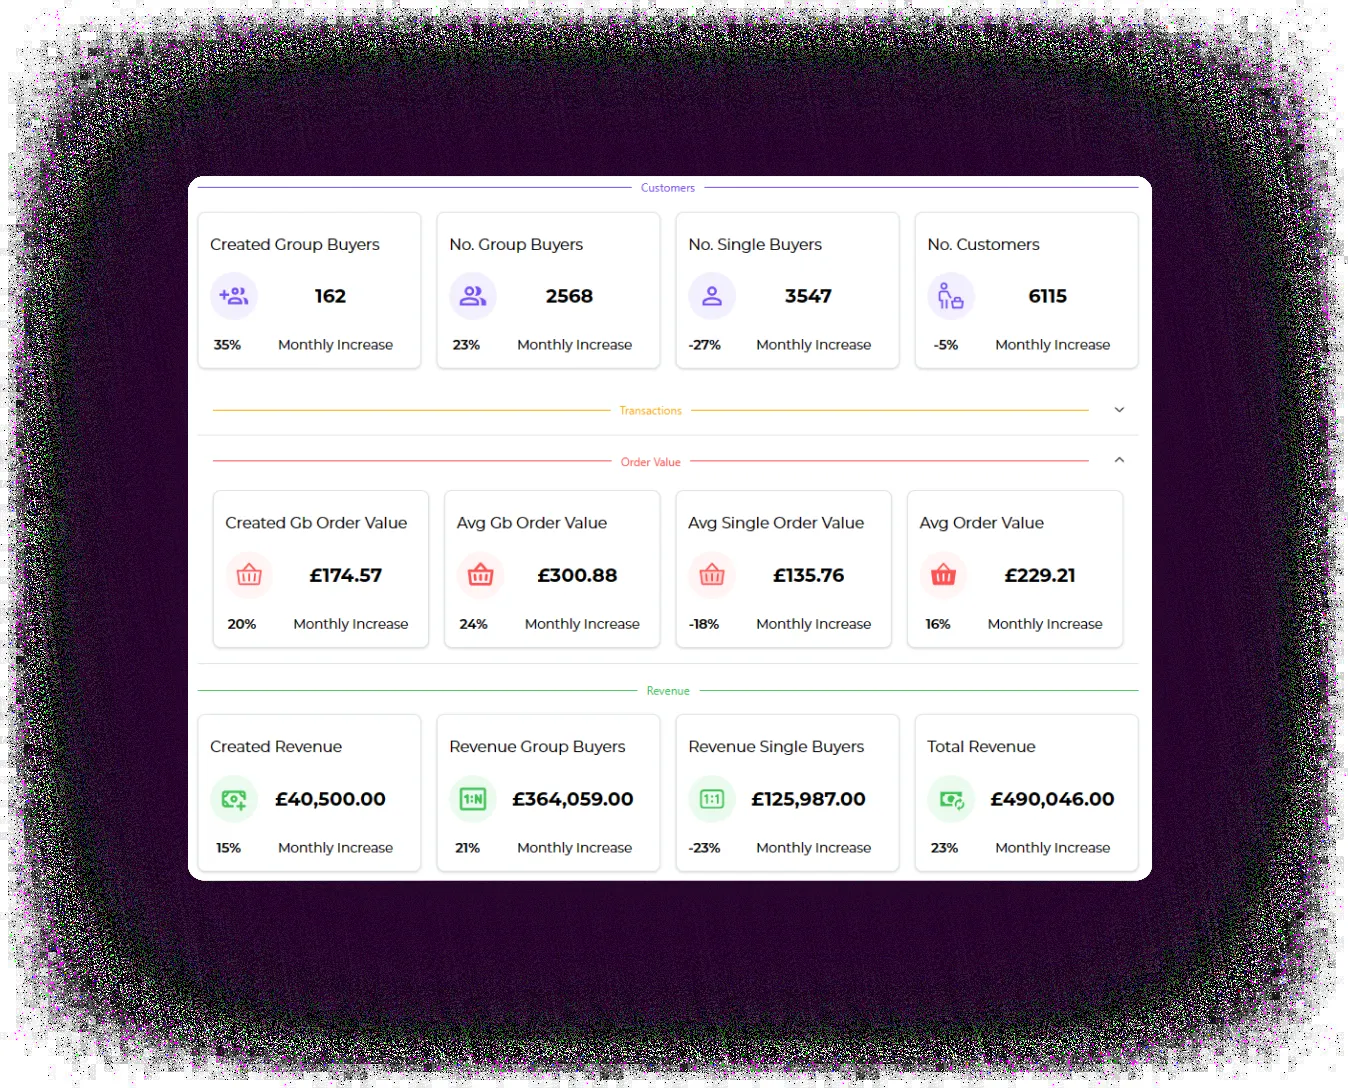 Customers
Created Group Buyers
162
35% Monthly Increase
No. Group Buyers
2568
23% Monthly Increase
No. Single Buyers
3547
-27% Monthly Increase
No. Customers
6115
-5% Monthly Increase
Transactions
Order Value
Created Gb Order Value
£174.57
20% Monthly Increase
Avg Gb Order Value
£300.88
24% Monthly Increase
Avg Single Order Value
£135.76
-18% Monthly Increase
Avg Order Value
£229.21
16% Monthly Increase
Revenue
Created Revenue
£40,500.00
15% Monthly Increase
Revenue Group Buyers
1:N £364,059.00
21% Monthly Increase
Revenue Single Buyers
1:1 £125,987.00
-23% Monthly Increase
Total Revenue
£490,046.00
23% Monthly Increase